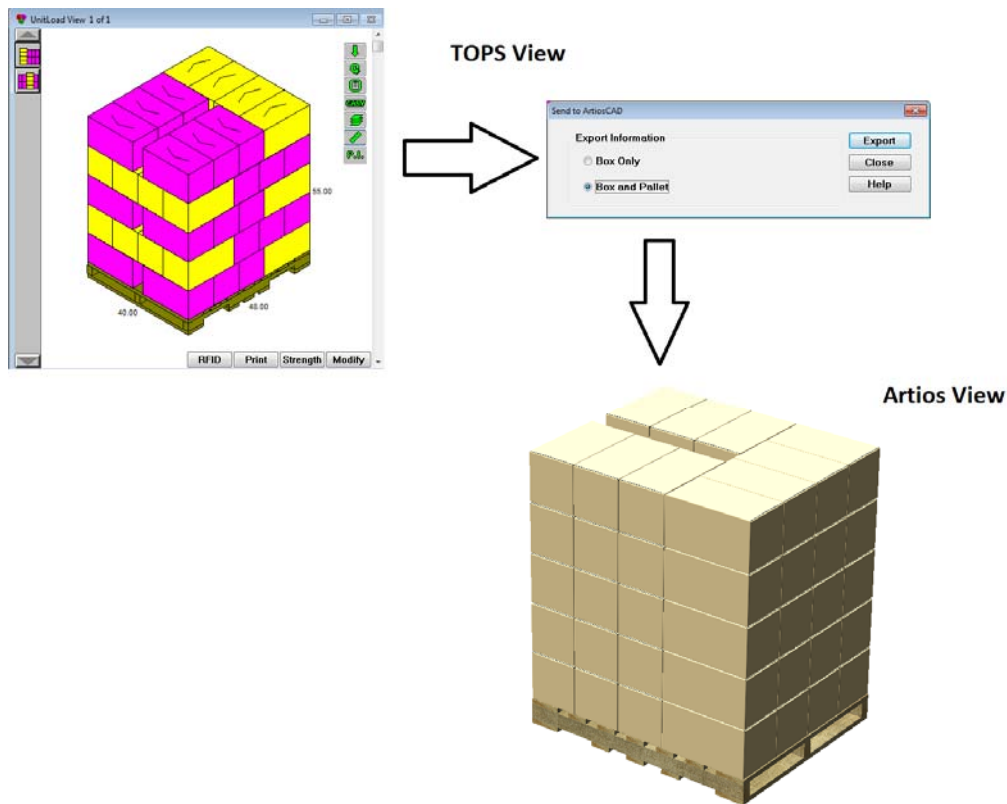 UnitLoad View 1 of 1
TOPS View
CHM
P.I.
55.00
40.00
48.00
RFID
Print
Strength
Modify
Send to ArtiosCAD
Export Information
Box Only
Box and Pallet
Export
Close
Help
Artios View